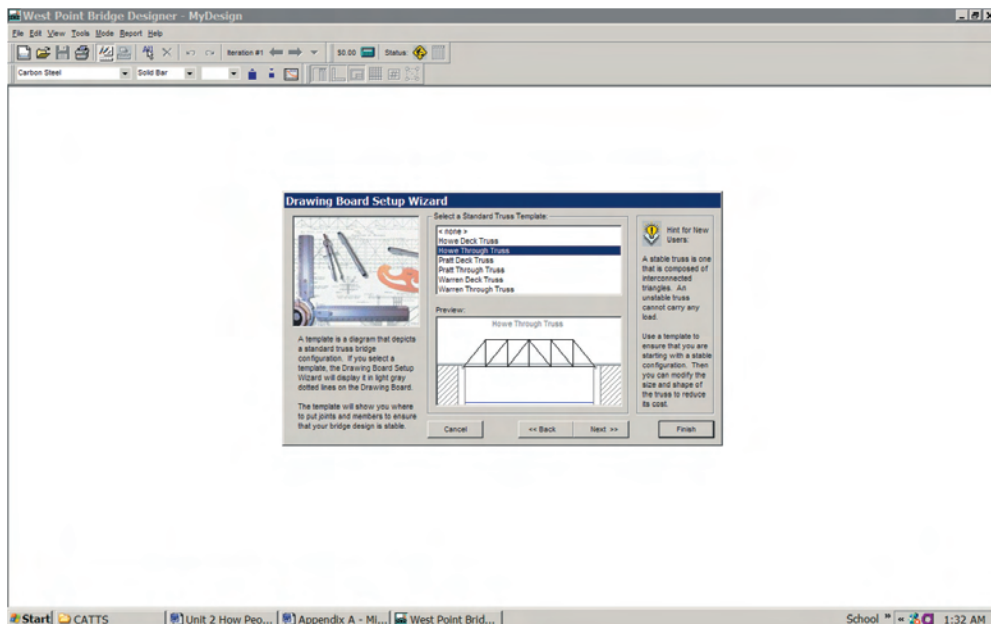 West Point Bridge Designer - MyDesign
File Edit View Tools Mode Report Help
Iteration #1 $0.00 Status:
Carbon Steel Solid Bar
Drawing Board Setup Wizard
A template is a diagram that depicts
a standard truss bridge
configuration. If you select a
template, the Drawing Board Setup
Wizard will display it in light gray
dotted lines on the Drawing Board.
The template will show you where
to put joints and members to ensure
that your bridge design is stable.
Select a Standard Truss Template:
< none >
Howe Deck Truss
Howe Through Truss
Pratt Deck Truss
Pratt Through Truss
Warren Deck Truss
Warren Through Truss
Preview:
Howe Through Truss
Hint for New
Users:
A stable truss is one
that is composed of
interconnected
triangles. An
unstable truss
cannot carry any
load.
Use a template to
ensure that you are
starting with a stable
configuration. Then
you can modify the
size and shape of
the truss to reduce
its cost.
Cancel << Back Next >> Finish
Start CATTS Unit 2 How Peo... Appendix A - Mi... West Point Brid... School » « 1:32 AM